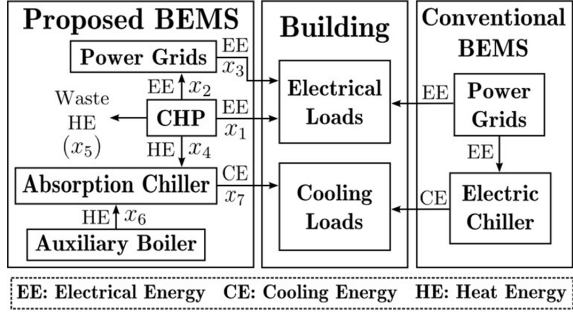 Proposed BEMS
Power Grids
EE
x3
EE
x2
Waste
HE
(x5)
CHP
EE
x1
HE
x4
Absorption Chiller
CE
x7
HE
x6
Auxiliary Boiler
Building
Electrical
Loads
Cooling
Loads
Conventional
BEMS
EE
Power
Grids
EE
CE
Electric
Chiller
EE: Electrical Energy CE: Cooling Energy HE: Heat Energy